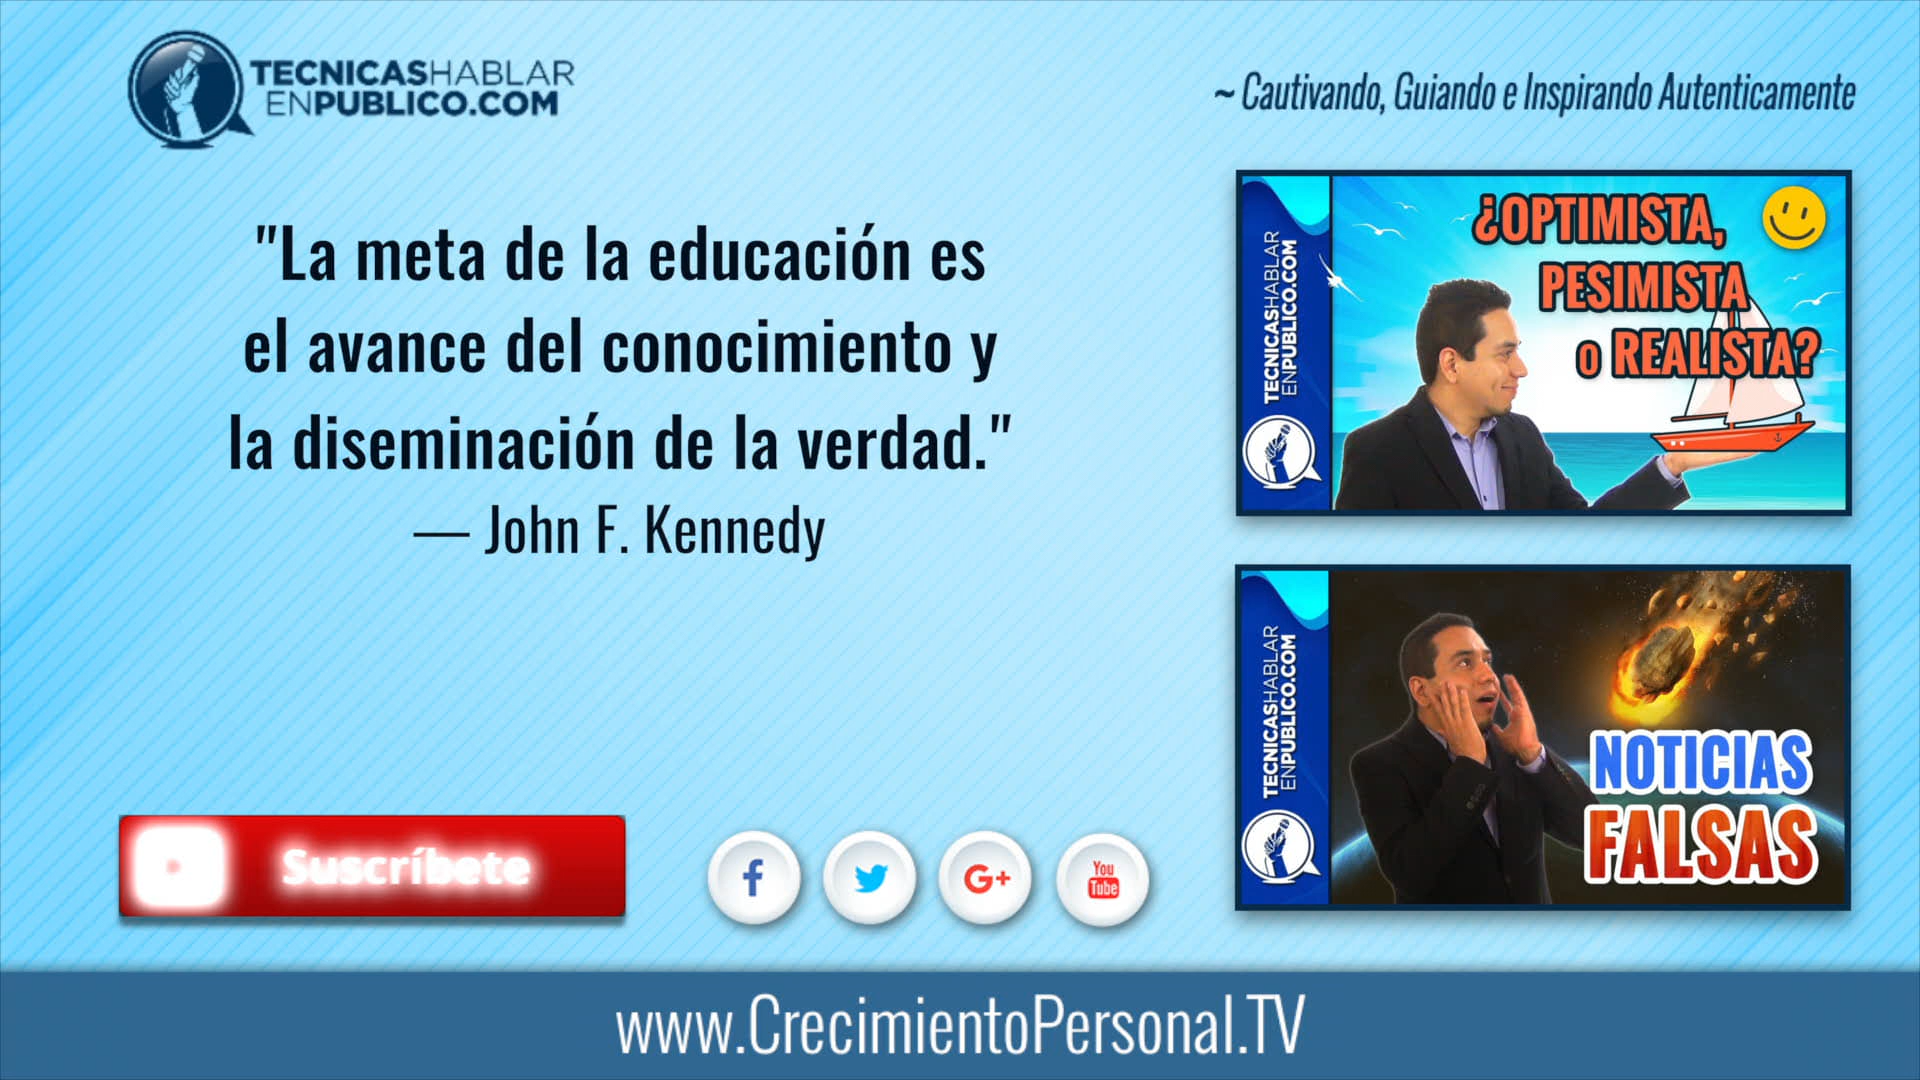 TECNICASHABLAR
ENPUBLICO.COM
~ Cautivando, Guiando e Inspirando Autenticamente
"La meta de la educación es
el avance del conocimiento y
la diseminación de la verdad."
— John F. Kennedy
TECNICASHABLAR
ENPUBLICO.COM
¿OPTIMISTA,
PESIMISTA
o REALISTA?
TECNICASHABLAR
ENPUBLICO.COM
NOTICIAS
FALSAS
Suscríbete
f
G+
You
Tube
www.CrecimientoPersonal.TV